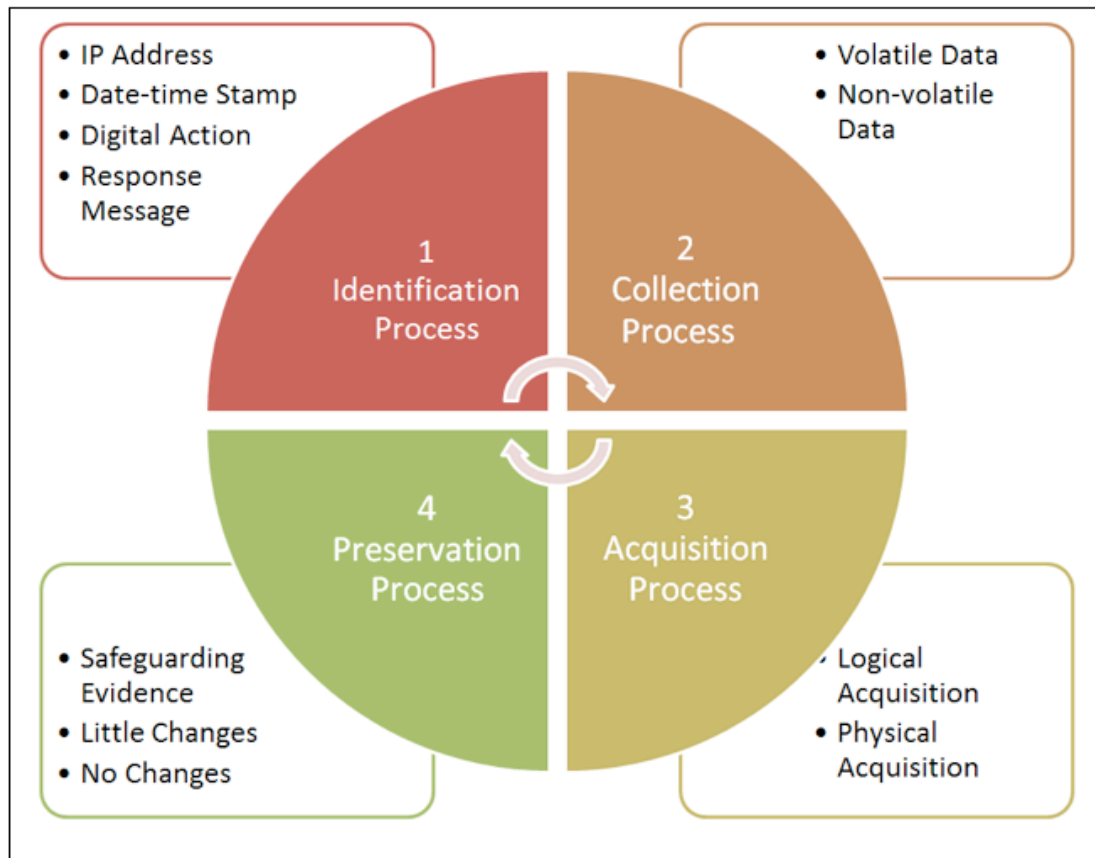 • IP Address
• Date-time Stamp
• Digital Action
• Response
Message
• Volatile Data
• Non-volatile
Data
1
Identification
Process
2
Collection
Process
4
Preservation
Process
3
Acquisition
Process
• Safeguarding
Evidence
• Little Changes
• No Changes
• Logical
Acquisition
• Physical
Acquisition